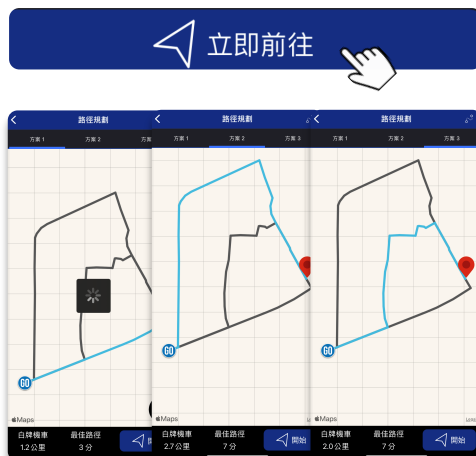 立即前往
路徑規劃
方案 1
方案 2
GO
Maps
白牌機車
最佳路徑
1.2公里
3 分
路徑規劃
方案 1
方案 2
方案 3
GO
Maps
白牌機車
最佳路徑
開始
2.7公里
7 分
路徑規劃
方案 1
方案 2
方案 3
GO
Maps
白牌機車
最佳路徑
開始
2.0公里
7 分